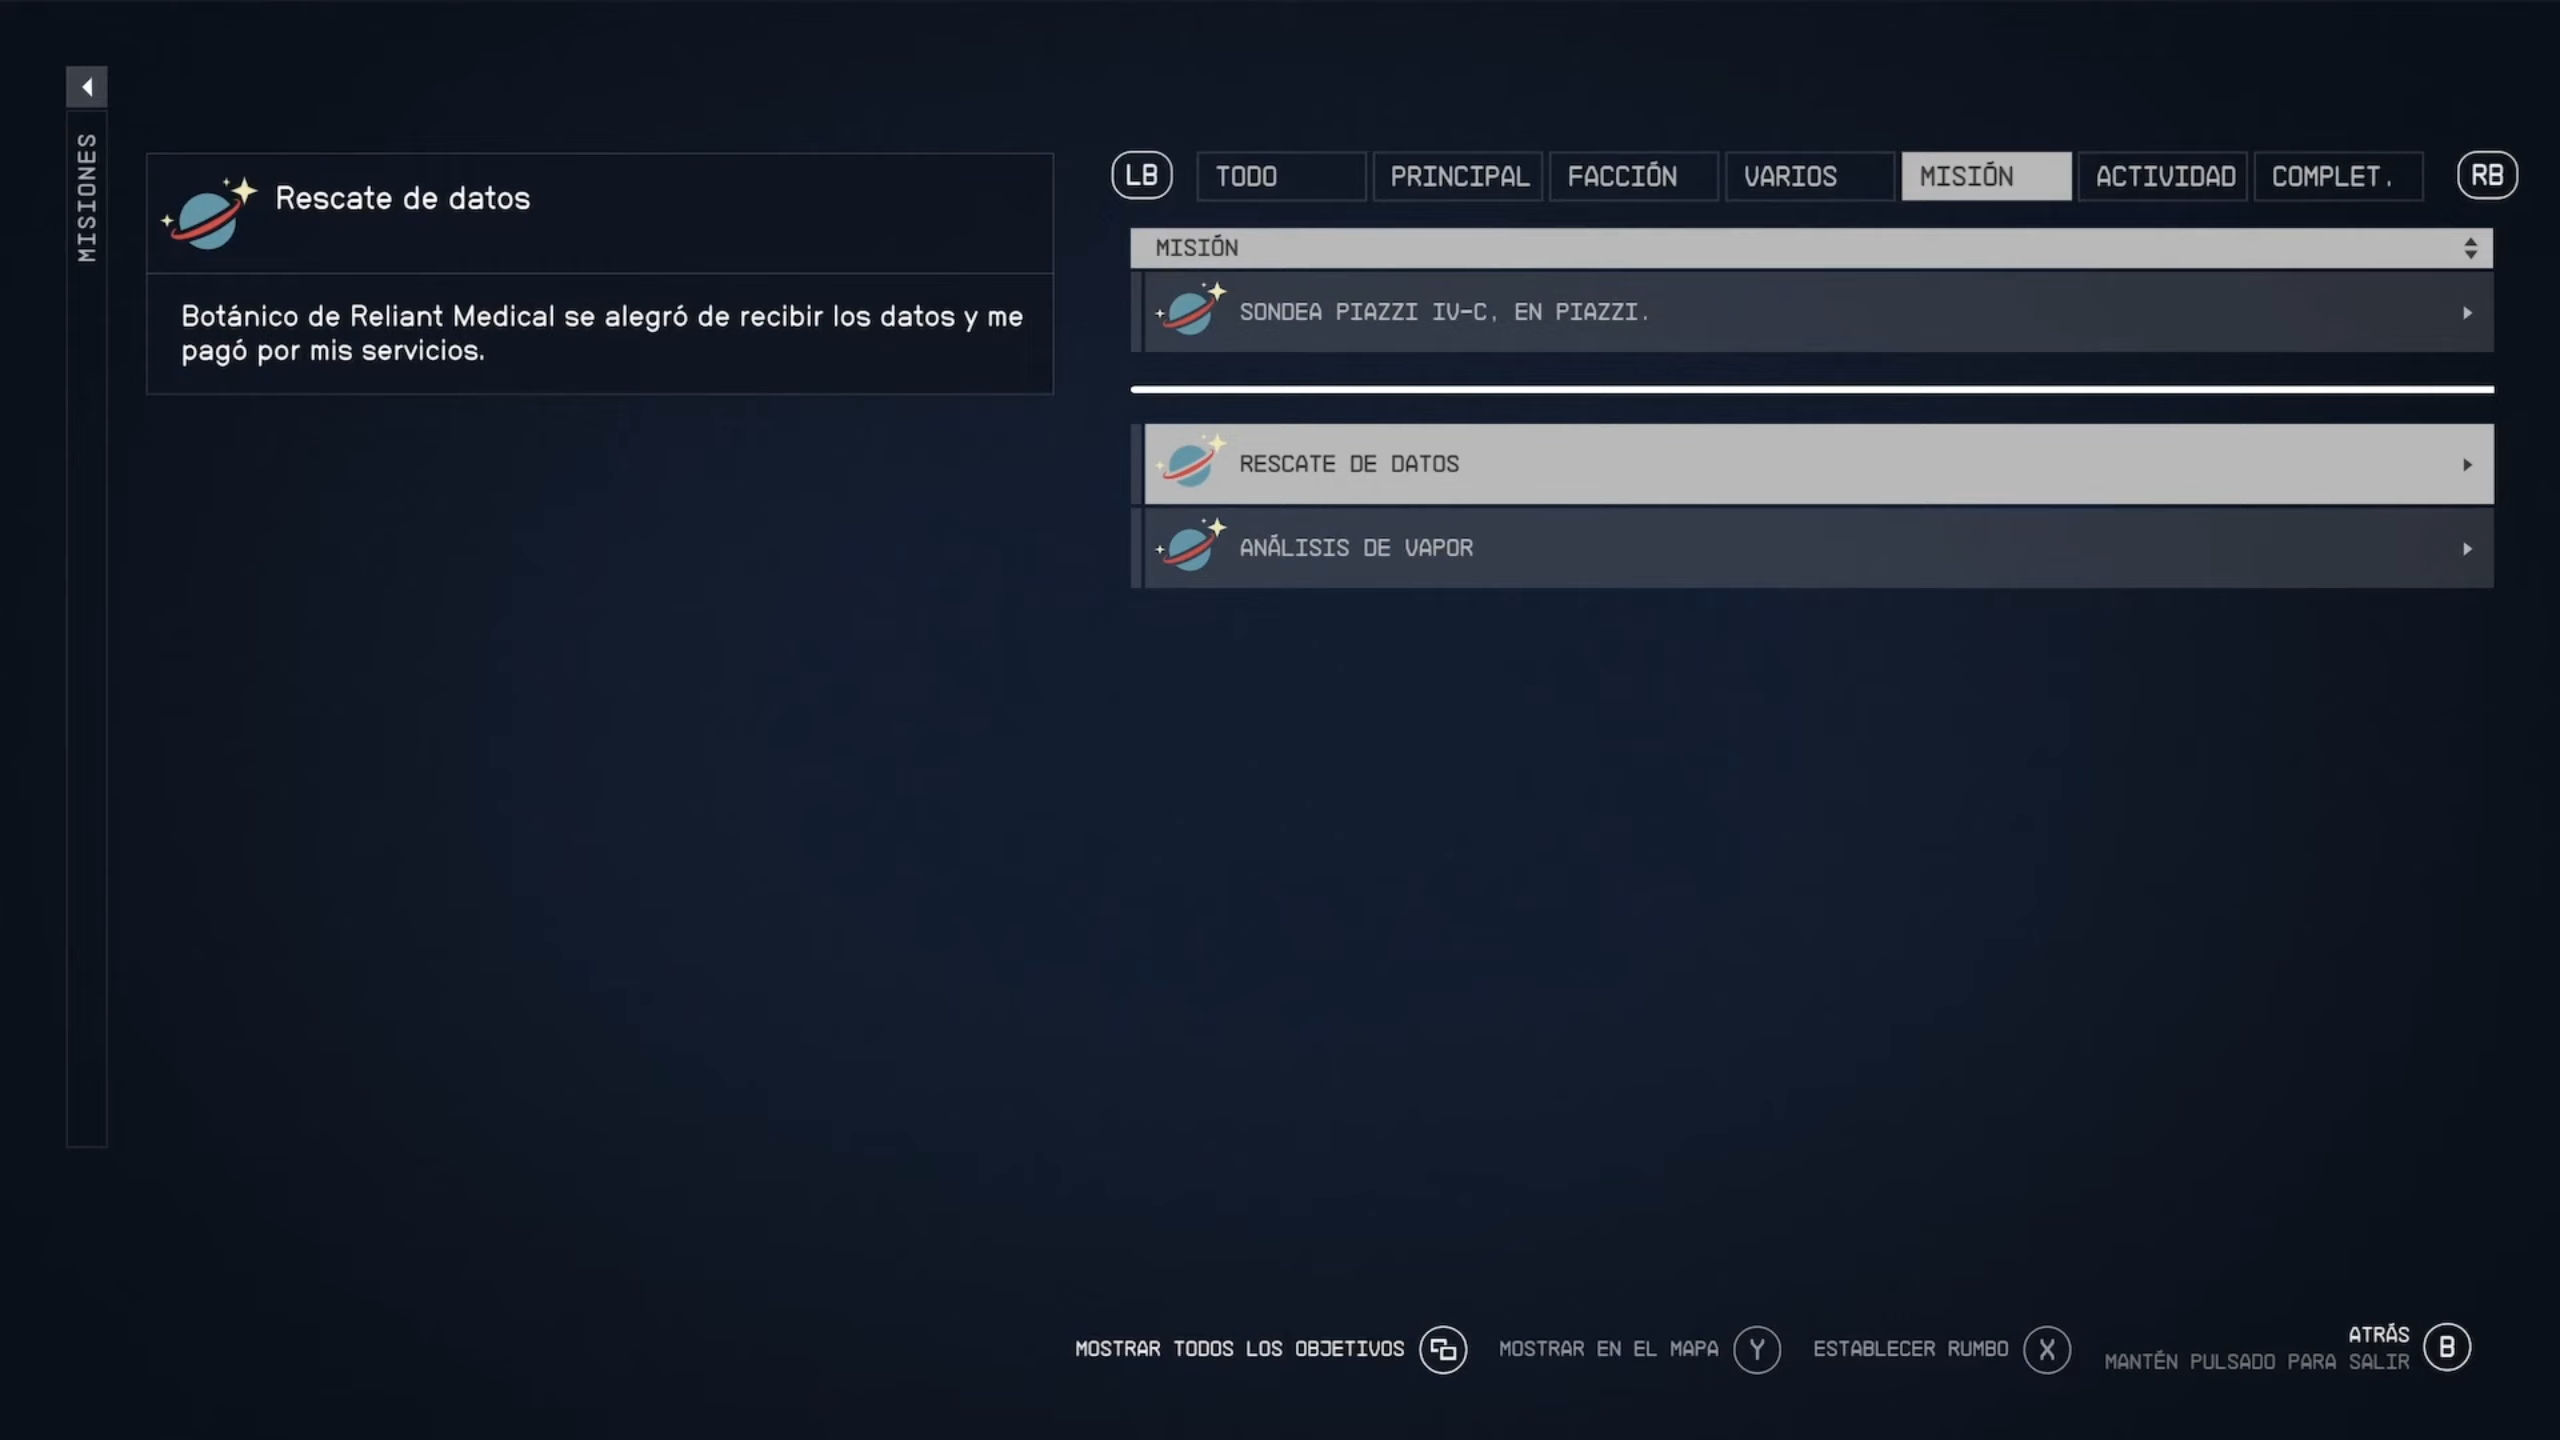 MISIONES
Rescate de datos
Botánico de Reliant Medical se alegró de recibir los datos y me
pagó por mis servicios.
LB TODO PRINCIPAL FACCIÓN VARIOS MISIÓN ACTIVIDAD COMPLET. RB
MISIÓN
SONDEA PIAZZI IV-C, EN PIAZZI.
RESCATE DE DATOS
ANÁLISIS DE VAPOR
MOSTRAR TODOS LOS OBJETIVOS MOSTRAR EN EL MAPA Y ESTABLECER RUMBO X ATRÁS B
MANTÉN PULSADO PARA SALIR